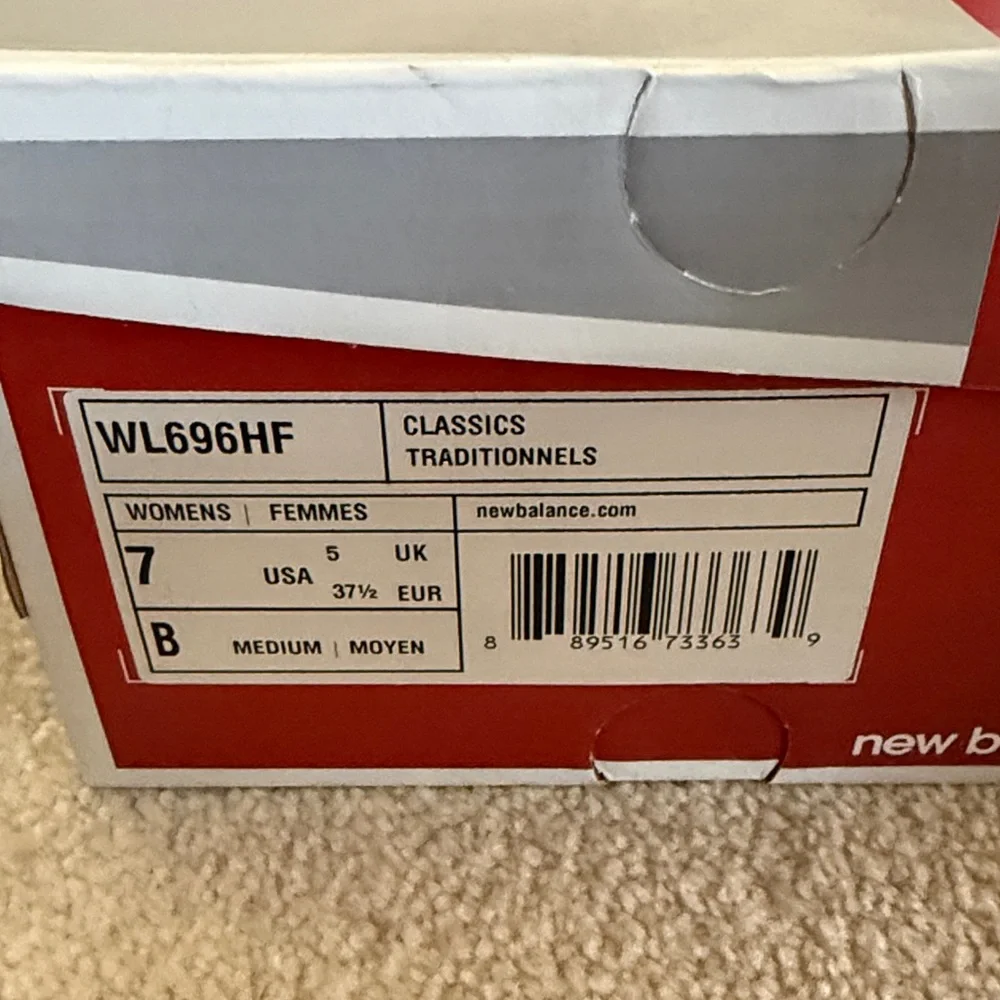 WL696HF
CLASSICS
TRADITIONNELS
WOMENS | FEMMES
newbalance.com
7 USA
5 UK
37½ EUR
B MEDIUM | MOYEN
8 89516 73363 9
new b